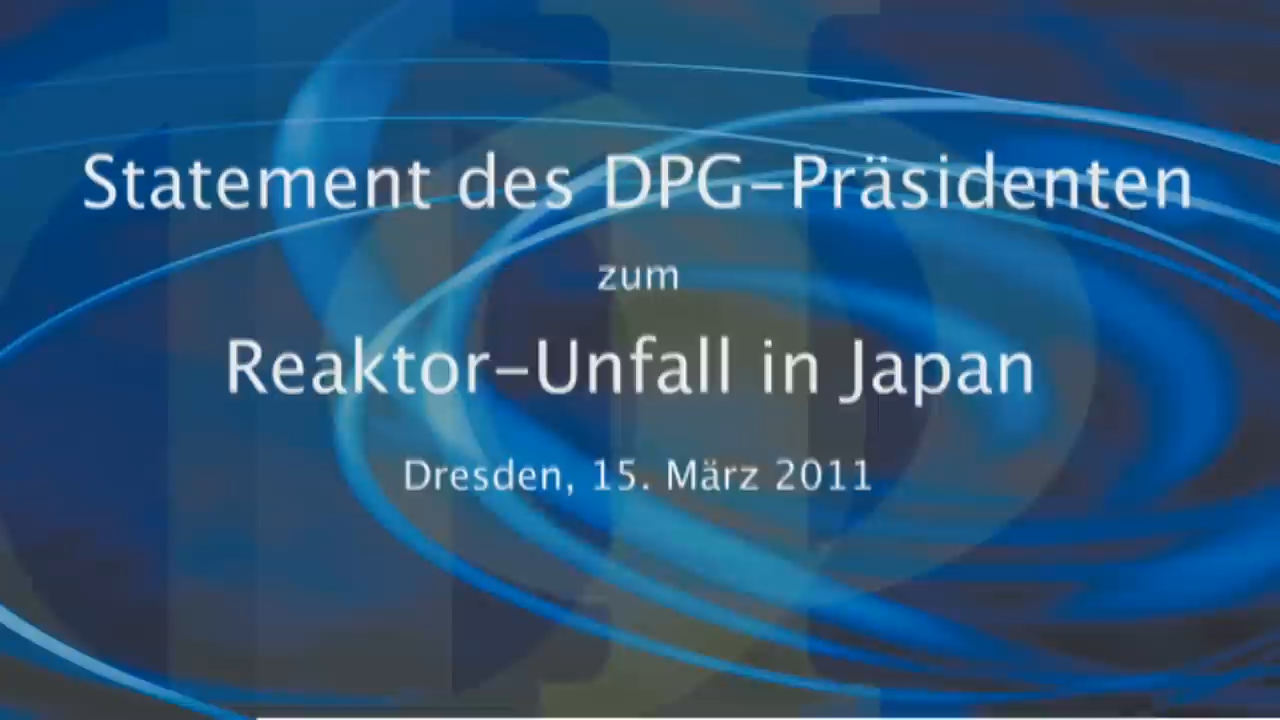 Statement des DPG-Präsidenten
zum
Reaktor-Unfall in Japan
Dresden, 15. März 2011